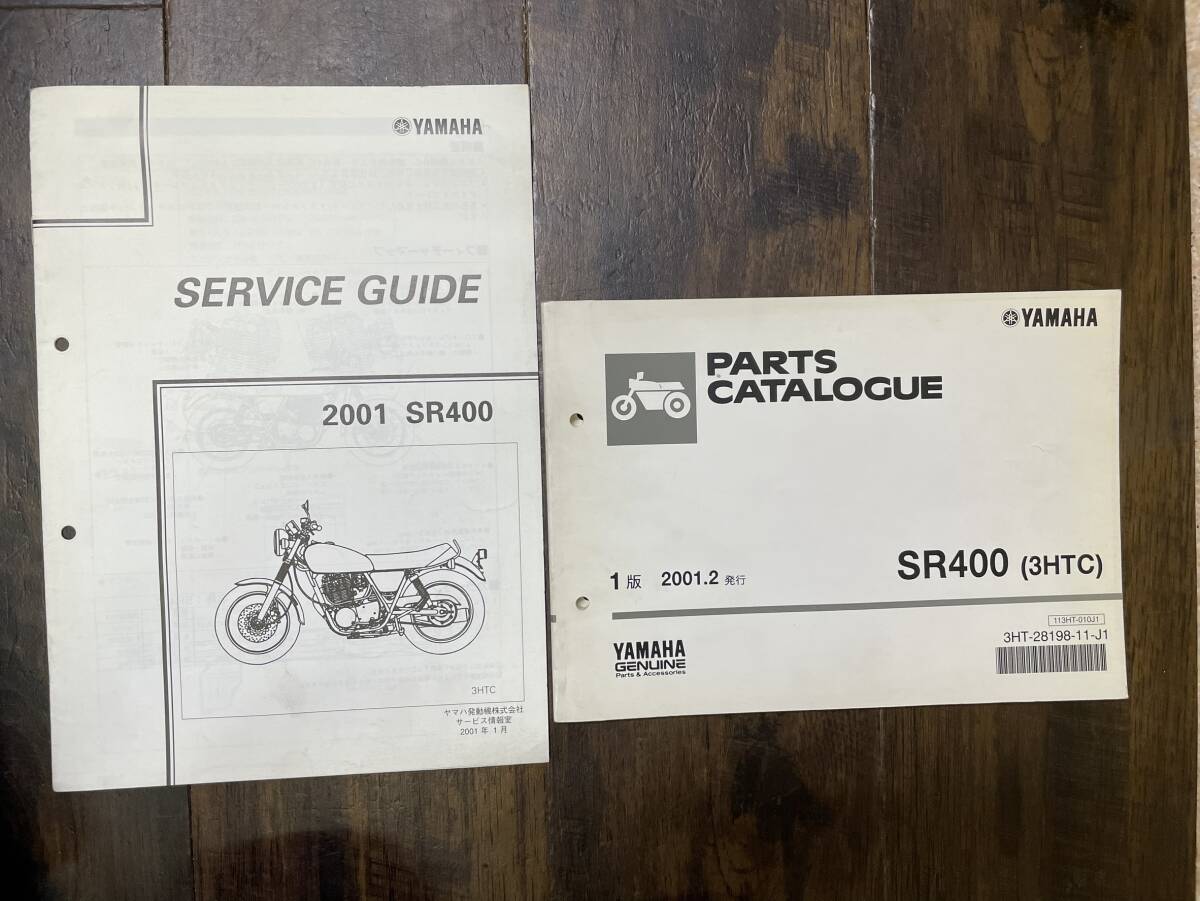 YAMAHA
SERVICE GUIDE
2001 SR400
3HTC
ヤマハ発動機株式会社
サービス情報室
2001 年 1 月
YAMAHA
PARTS
CATALOGUE
SR400 (3HTC)
1 版 2001.2 発行
113HT-010J1
3HT-28198-11-J1
YAMAHA
GENUINE
Parts & Accessories